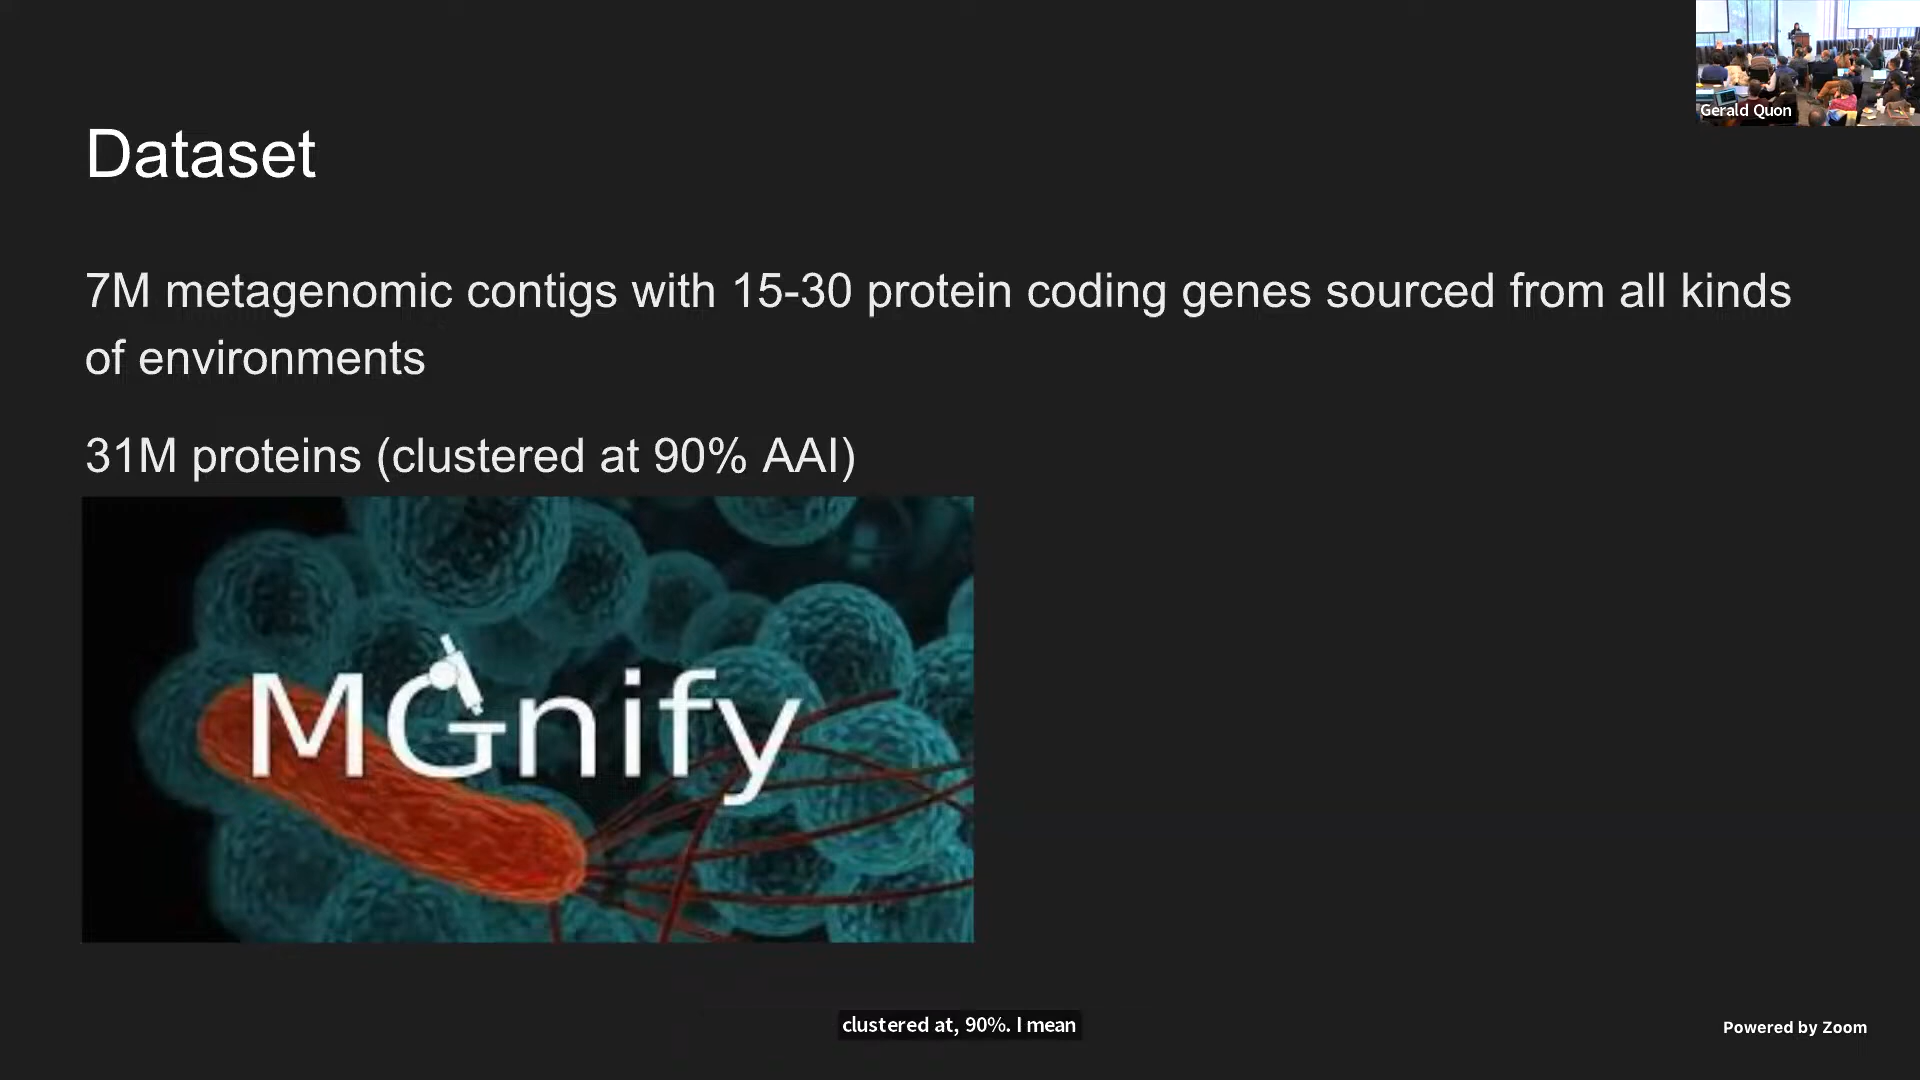 Gerald Quon
Dataset
7M metagenomic contigs with 15-30 protein coding genes sourced from all kinds
of environments
31M proteins (clustered at 90% AAI)
MGnify
clustered at, 90%. I mean
Powered by Zoom